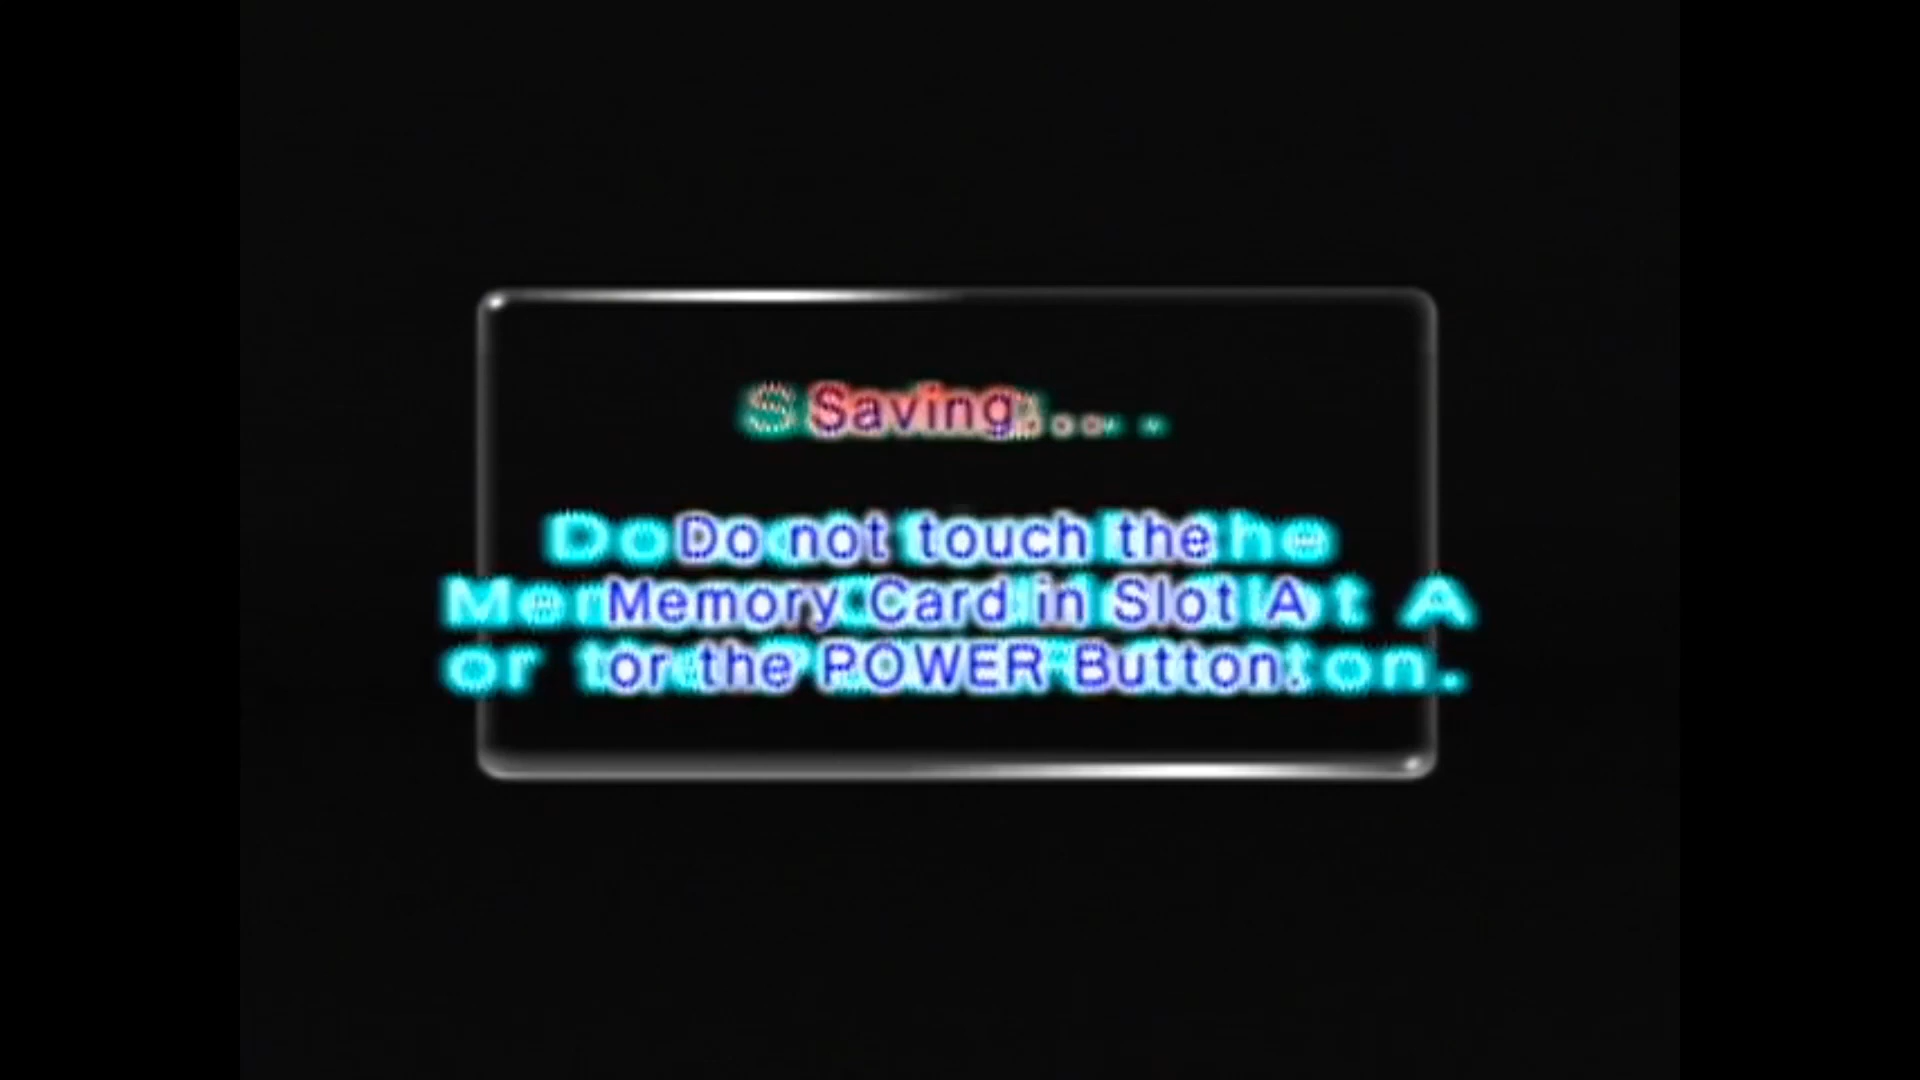 Saving...
Do not touch the
Memory Card in Slot A
or the POWER Button.